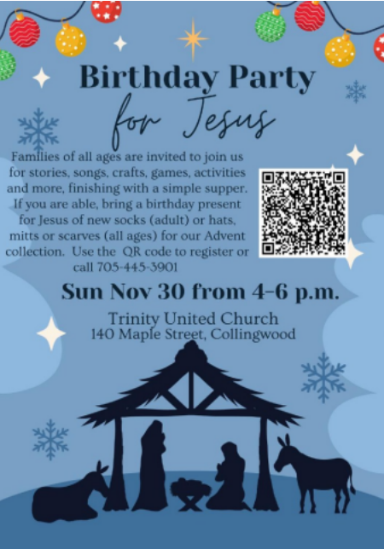 Birthday Party
for Jesus
Families of all ages are invited to join us
for stories, songs, crafts, games, activities
and more, finishing with a simple supper.
If you are able, bring a birthday present
for Jesus of new socks (adult) or hats,
mitts or scarves (all ages) for our Advent
collection. Use the QR code to register or
call 705-445-3901
Sun Nov 30 from 4-6 p.m.
Trinity United Church
140 Maple Street, Collingwood